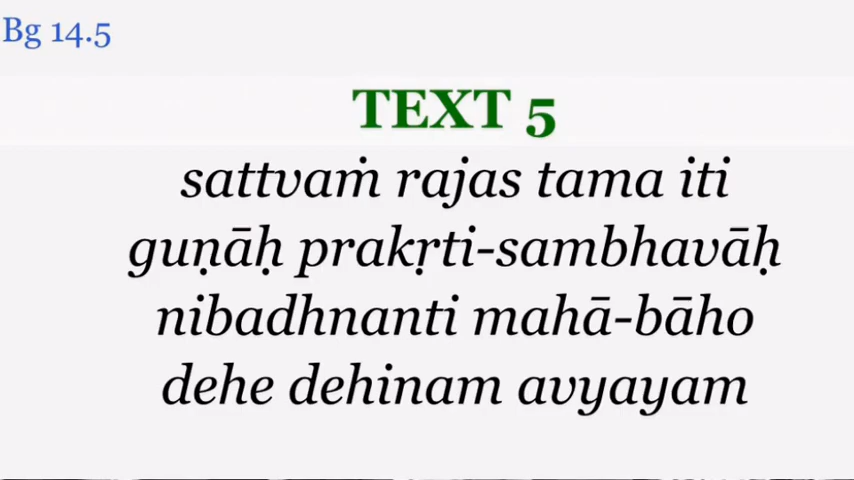 Bg 14.5
TEXT 5
sattvaṁ rajas tama iti
guṇāḥ prakṛti-sambhavāḥ
nibadhnanti mahā-bāho
dehe dehinam avyayam